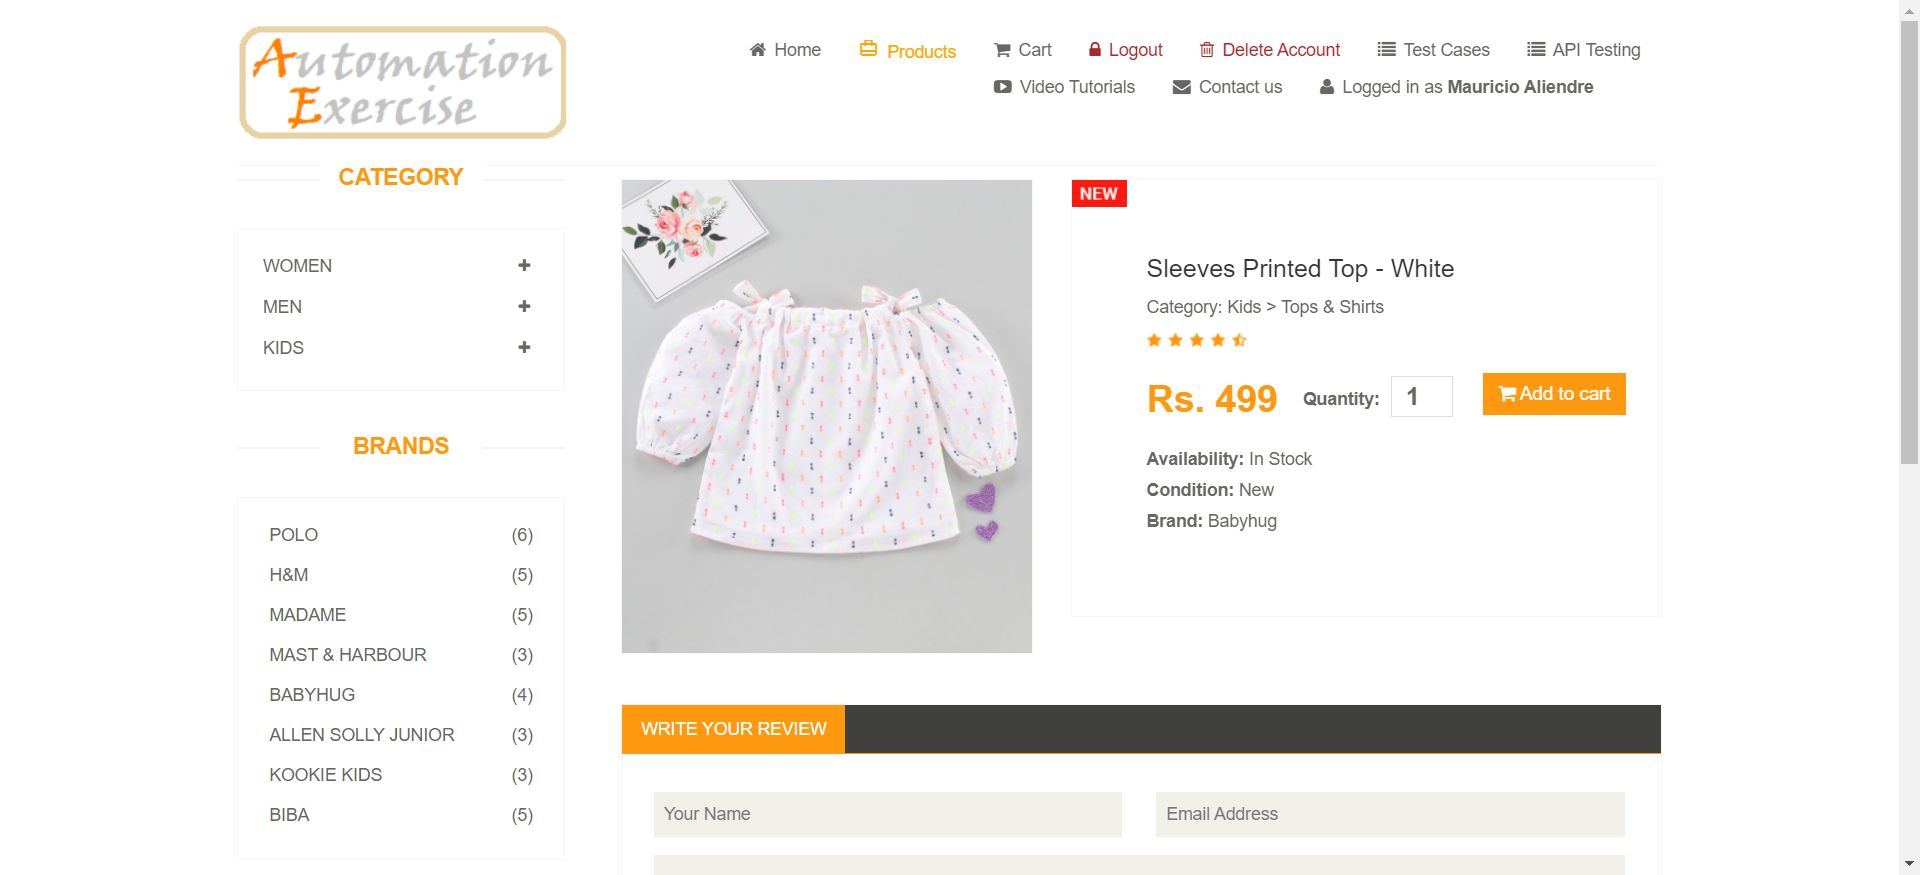 Automation
Exercise
Home
Products
Cart
Logout
Delete Account
Test Cases
API Testing
Video Tutorials
Contact us
Logged in as Mauricio Aliendre
CATEGORY
WOMEN
MEN
KIDS
BRANDS
POLO (6)
H&M (5)
MADAME (5)
MAST & HARBOUR (3)
BABYHUG (4)
ALLEN SOLLY JUNIOR (3)
KOOKIE KIDS (3)
BIBA (5)
NEW
Sleeves Printed Top - White
Category: Kids > Tops & Shirts
Rs. 499 Quantity: 1 Add to cart
Availability: In Stock
Condition: New
Brand: Babyhug
WRITE YOUR REVIEW
Your Name
Email Address